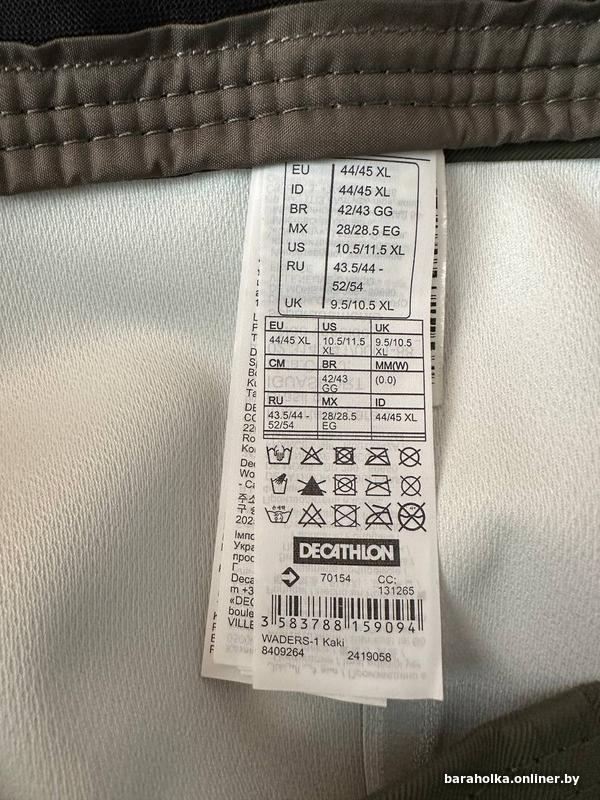 EU 44/45 XL
ID 44/45 XL
BR 42/43 GG
MX 28/28.5 EG
US 10.5/11.5 XL
RU 43.5/44 -
52/54
UK 9.5/10.5 XL
EU US UK
44/45 XL 10.5/11.5 XL 9.5/10.5 XL
CM BR MM(W)
42/43 GG (0.0)
RU MX ID
43.5/44 - 52/54 28/28.5 EG 44/45 XL
DECATHLON
70154 CC:
131265
3 583788 159094
WADERS-1 Kaki
8409264 2419058
baraholka.onliner.by